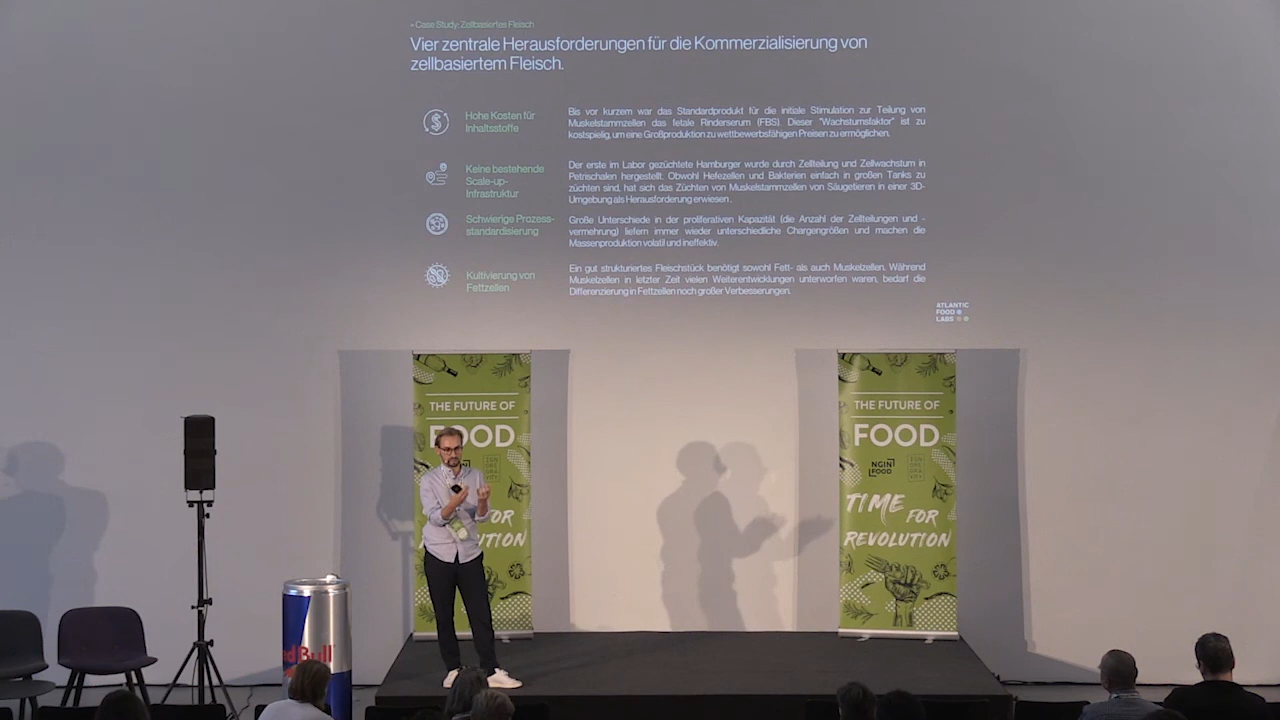 » Case Study: Zellbasiertes Fleisch
Vier zentrale Herausforderungen für die Kommerzialisierung von
zellbasiertem Fleisch.
Hohe Kosten für
Inhaltsstoffe
Bis vor kurzem war das Standardprodukt für die initiale Stimulation zur Teilung von
Muskelstammzellen das fetale Rinderserum (FBS). Dieser "Wachstumsfaktor" ist zu
kostspielig, um eine Großproduktion zu wettbewerbsfähigen Preisen zu ermöglichen.
Keine bestehende
Scale-up-
Infrastruktur
Der erste im Labor gezüchtete Hamburger wurde durch Zellteilung und Zellwachstum in
Petrischalen hergestellt. Obwohl Hefezellen und Bakterien einfach in großen Tanks zu
züchten sind, hat sich das Züchten von Muskelstammzellen von Säugetieren in einer 3D-
Umgebung als Herausforderung erwiesen.
Schwierige Prozess-
standardisierung
Große Unterschiede in der proliferativen Kapazität (die Anzahl der Zellteilungen und -
vermehrung) liefern immer wieder unterschiedliche Chargengrößen und machen die
Massenproduktion volatil und ineffektiv.
Kultivierung von
Fettzellen
Ein gut strukturiertes Fleischstück benötigt sowohl Fett- als auch Muskelzellen. Während
Muskelzellen in letzter Zeit vielen Weiterentwicklungen unterworfen waren, bedarf die
Differenzierung in Fettzellen noch großer Verbesserungen.
ATLANTIC
FOOD
LABS
THE FUTURE OF
FOOD
FOR
UTION
THE FUTURE OF
FOOD
NGIN
FOOD
TIME FOR
REVOLUTION
dBull